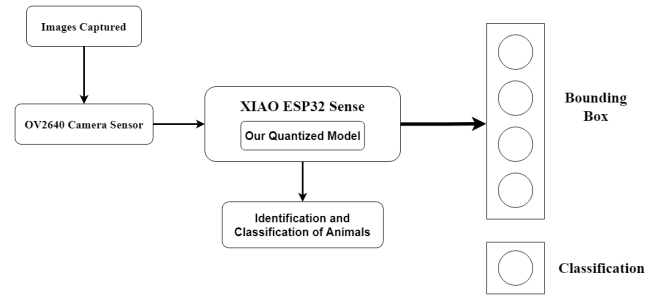 Images Captured
OV2640 Camera Sensor
XIAO ESP32 Sense
Our Quantized Model
Identification and
Classification of Animals
Bounding
Box
Classification